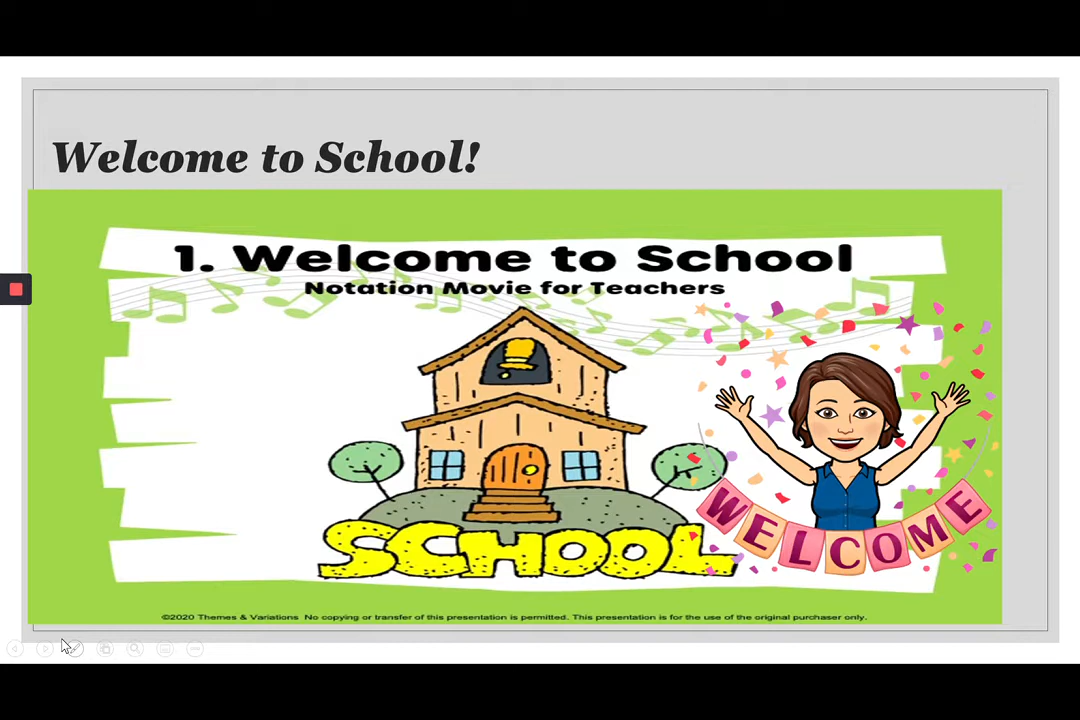 Welcome to School!
1. Welcome to School
Notation Movie for Teachers
SCHOOL
WELCOME
©2020 Themes & Variations No copying or transfer of this presentation is permitted. This presentation is for the use of the original purchaser only.